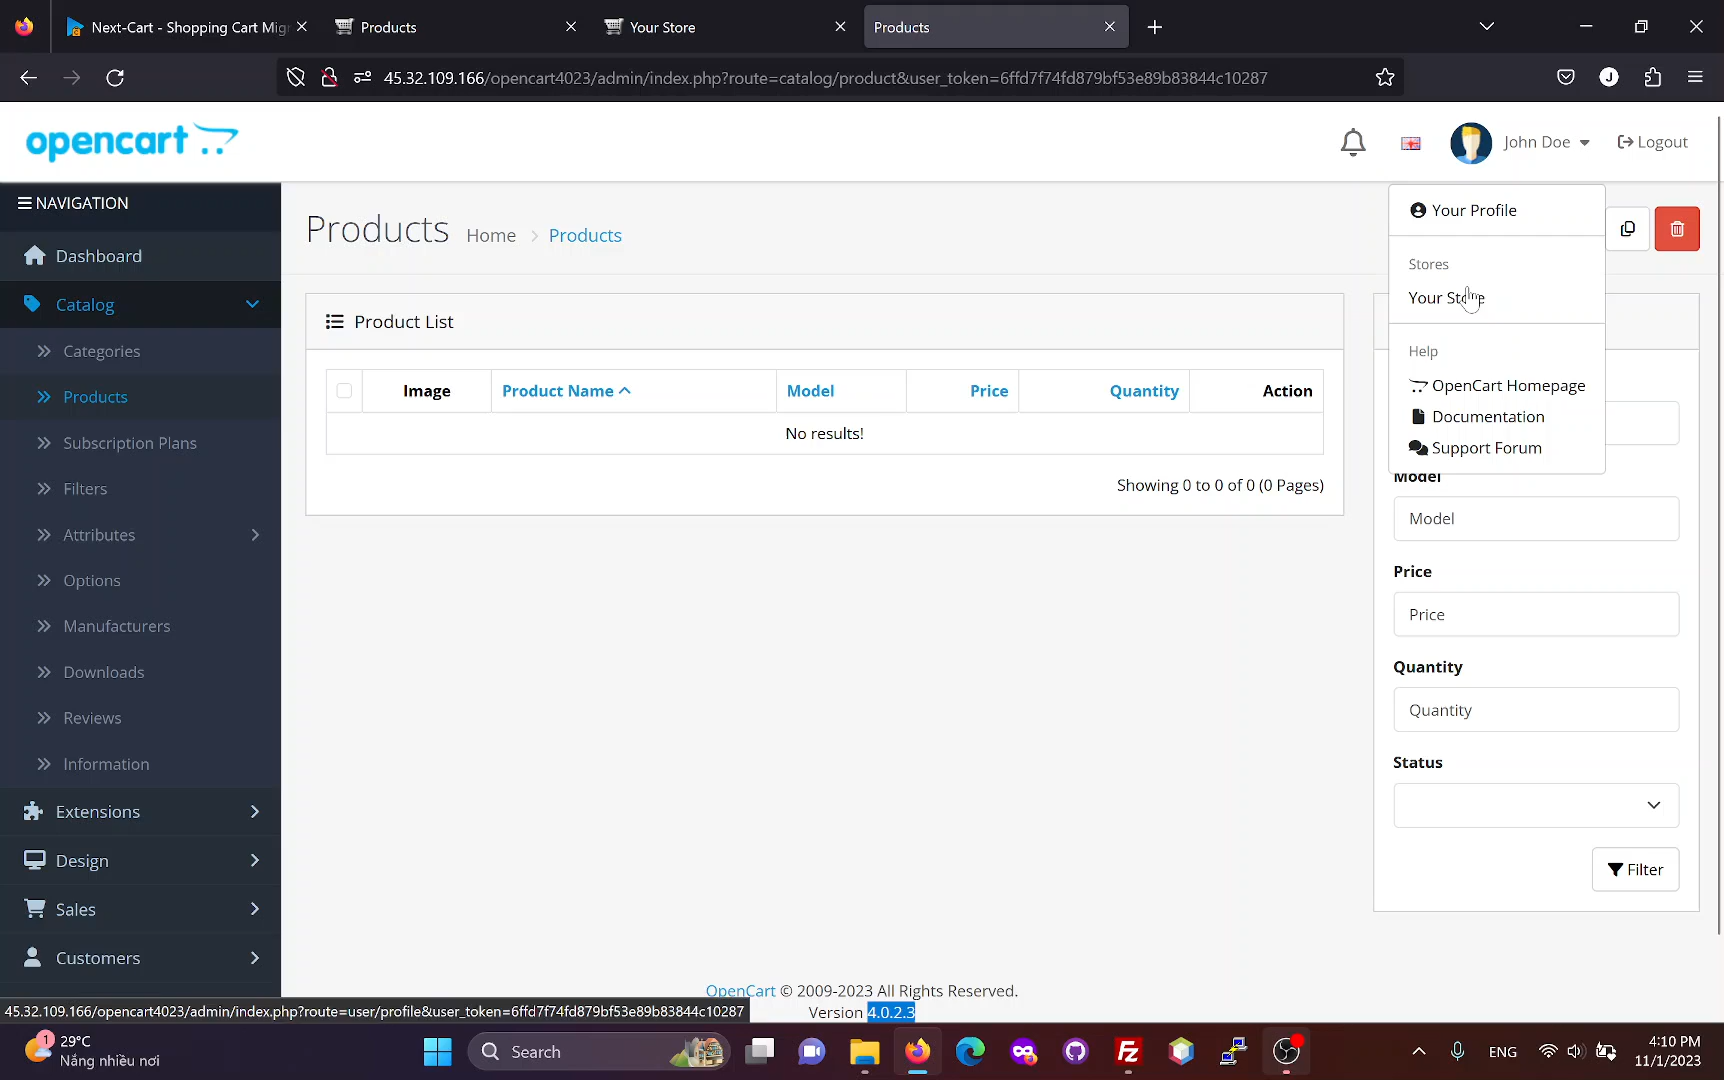 Next-Cart - Shopping Cart Migr
Products
Your Store
Products
45.32.109.166/opencart4023/admin/index.php?route=catalog/product&user_token=6ffd7f74fd879bf53e89b83844c10287
J
opencart
John Doe
Logout
NAVIGATION
Dashboard
Catalog
Categories
Products
Subscription Plans
Filters
Attributes
Options
Manufacturers
Downloads
Reviews
Information
Extensions
Design
Sales
Customers
Products
Home > Products
Your Profile
Stores
Your Store
Help
OpenCart Homepage
Documentation
Support Forum
Product List
Image Product Name Model Price Quantity Action
No results!
Showing 0 to 0 of 0 (0 Pages)
Model
Model
Price
Price
Quantity
Quantity
Status
Filter
OpenCart © 2009-2023 All Rights Reserved.
Version 4.0.2.3
45.32.109.166/opencart4023/admin/index.php?route=user/profile&user_token=6ffd7f74fd879bf53e89b83844c10287
1
29°C
Nắng nhiều nơi
Search
Fz
ENG
4:10 PM
11/1/2023